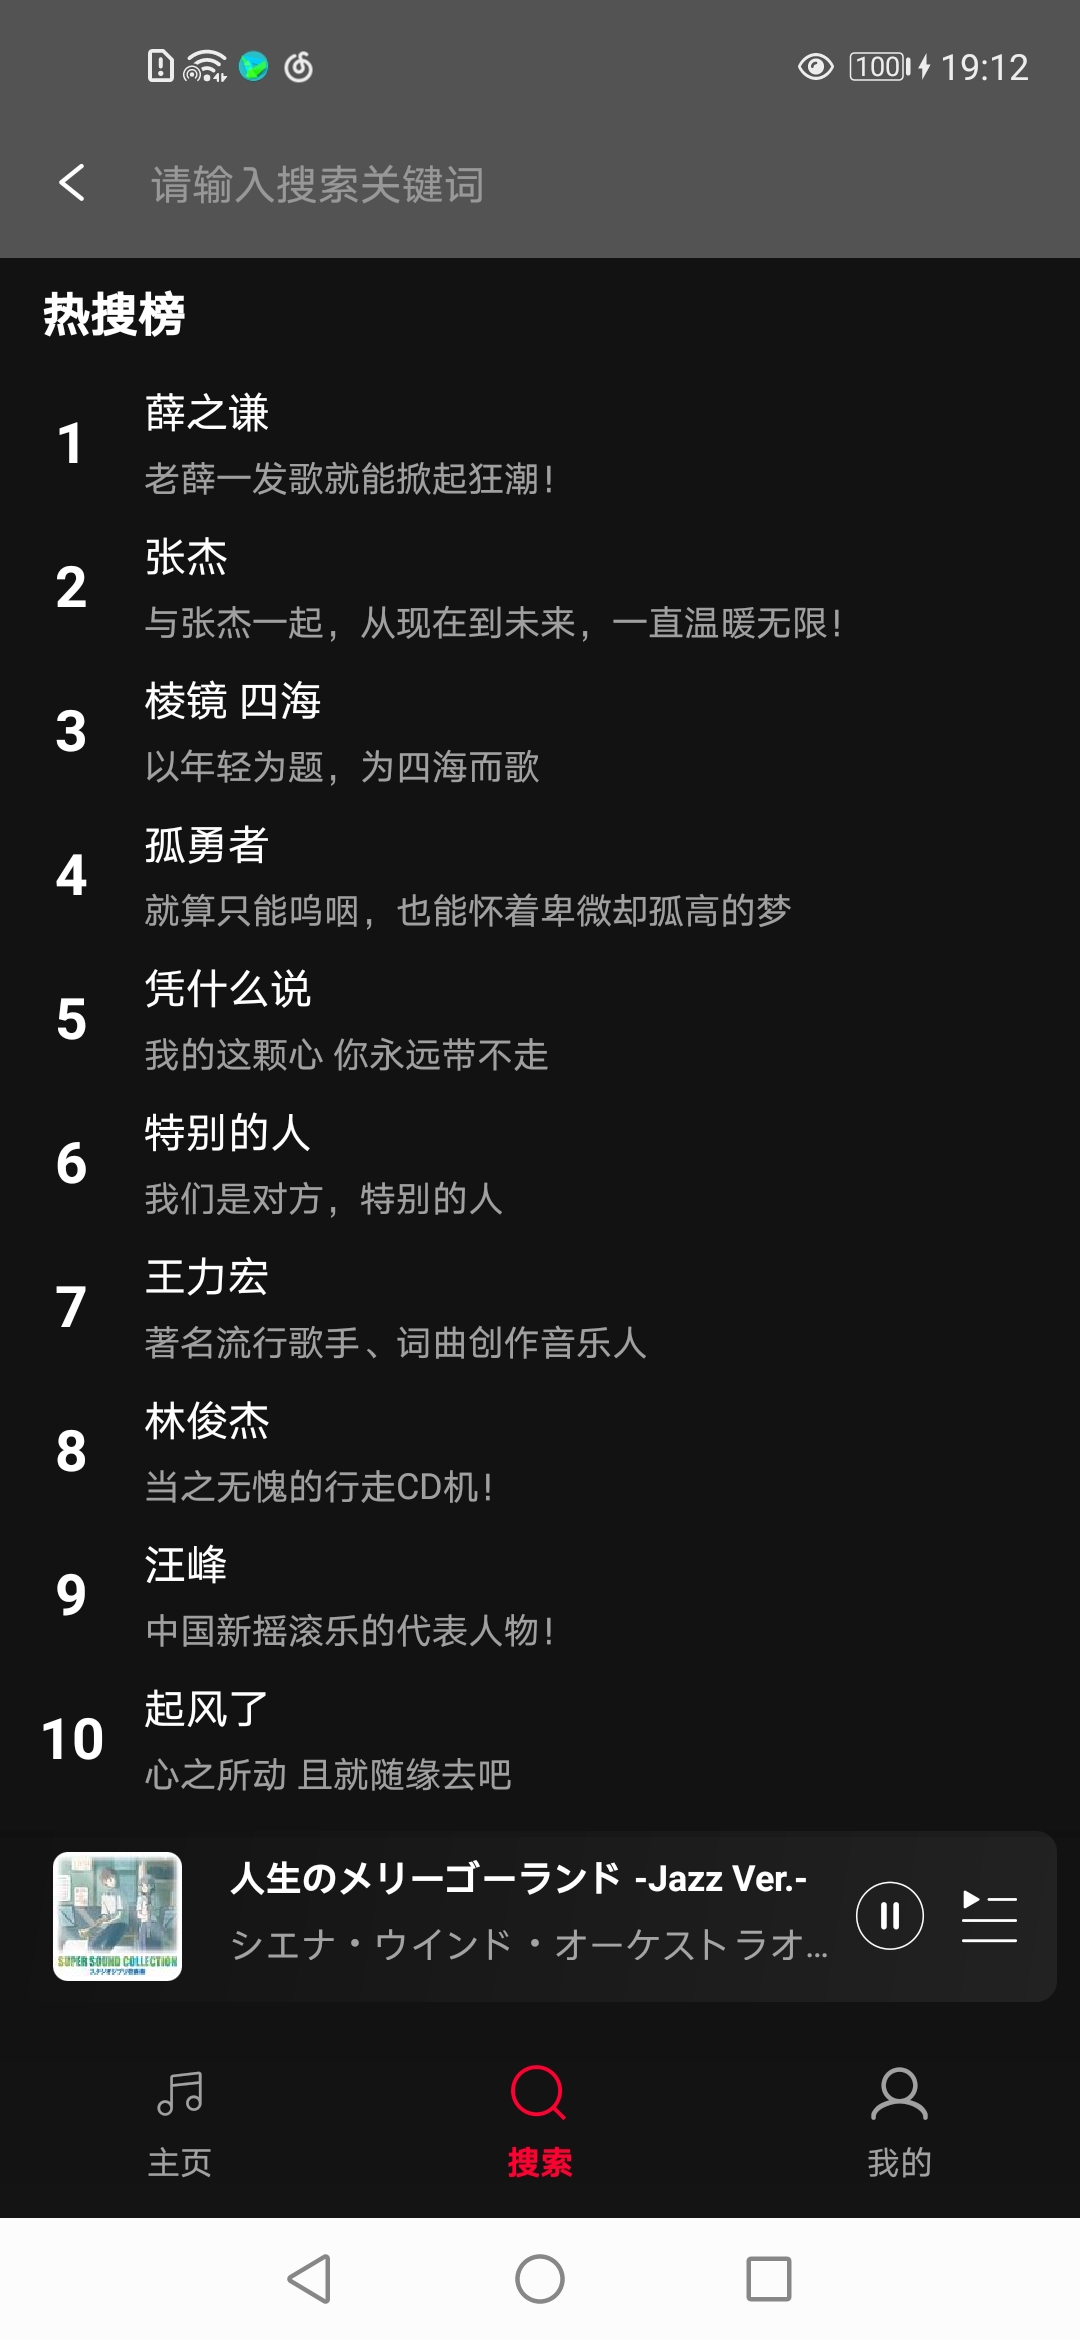 100 19:12
请输入搜索关键词
热搜榜
1
薛之谦
老薛一发歌就能掀起狂潮！
2
张杰
与张杰一起，从现在到未来，一直温暖无限！
3
棱镜 四海
以年轻为题，为四海而歌
4
孤勇者
就算只能呜咽，也能怀着卑微却孤高的梦
5
凭什么说
我的这颗心 你永远带不走
6
特别的人
我们是对方，特别的人
7
王力宏
著名流行歌手、词曲创作音乐人
8
林俊杰
当之无愧的行走CD机！
9
汪峰
中国新摇滚乐的代表人物！
10
起风了
心之所动 且就随缘去吧
人生のメリーゴーランド -Jazz Ver.-
シエナ・ウインド・オーケストラオ...
SUPER SOUND COLLECTION
主页
搜索
我的